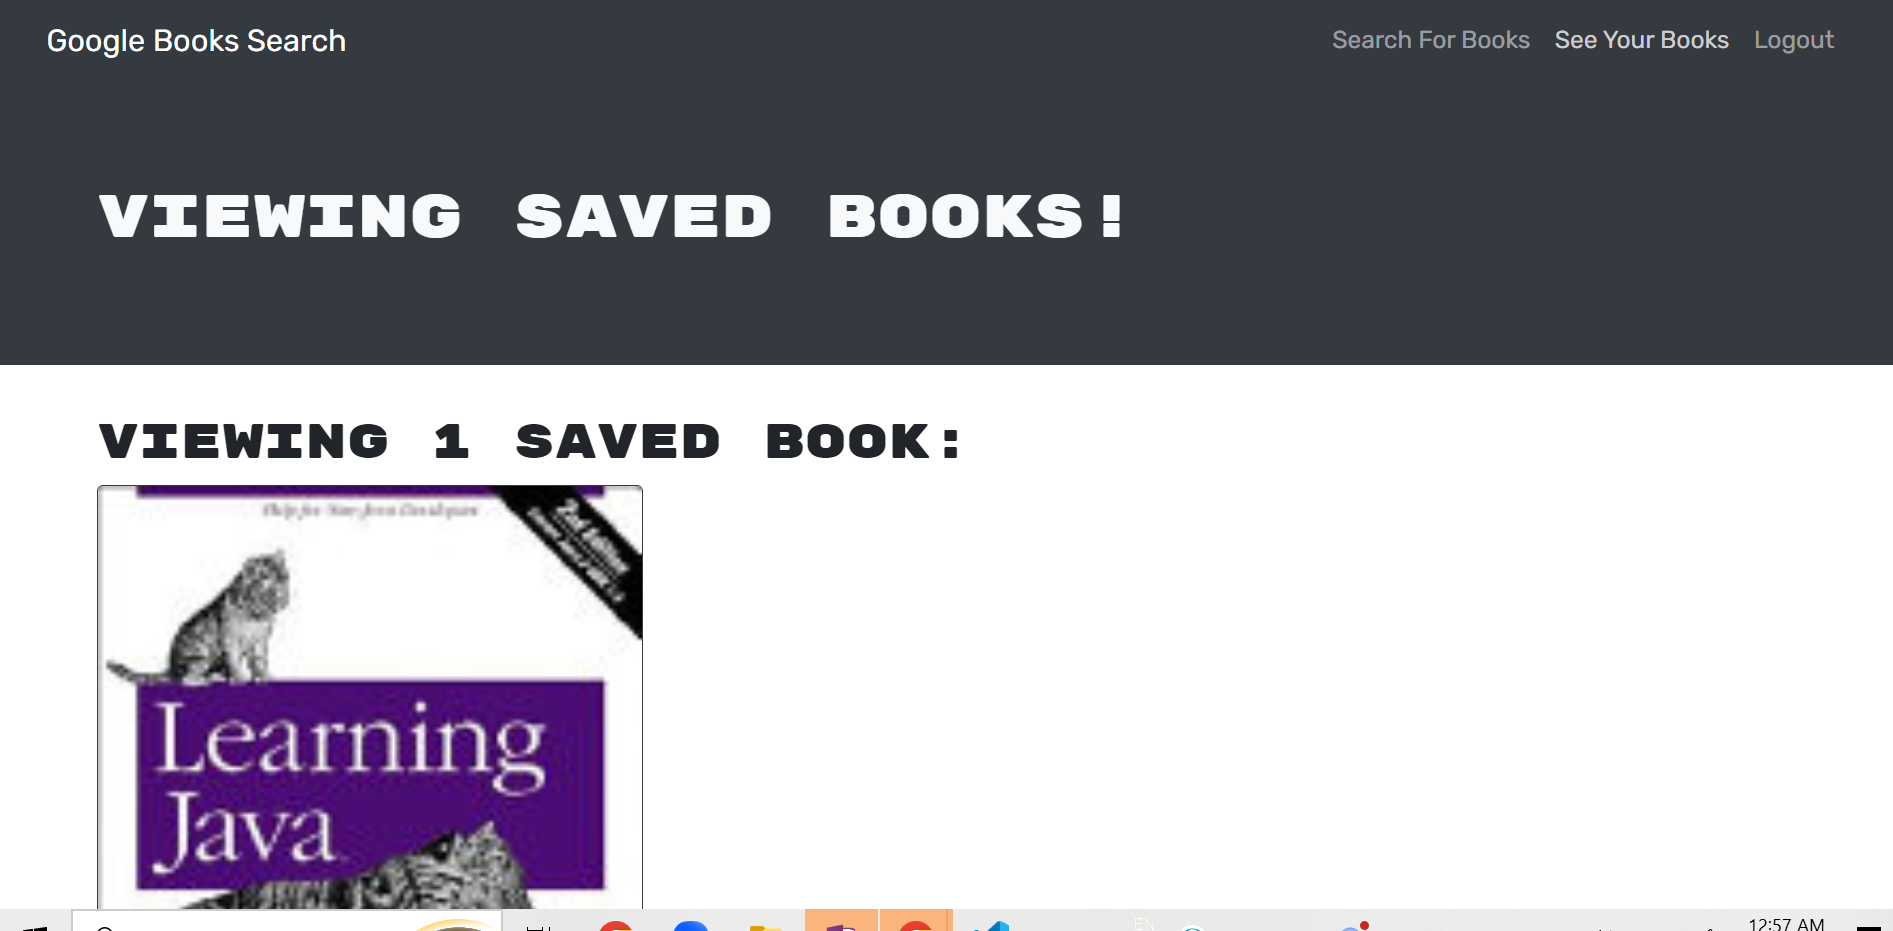 Google Books Search
Search For Books See Your Books Logout
VIEWING SAVED BOOKS!
VIEWING 1 SAVED BOOK:
2nd Edition
Learning
Java
EN
12:57 AM